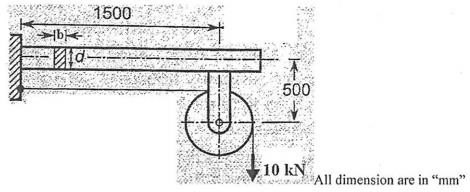 1500
b
d
500
10 kN
All dimension are in “mm”